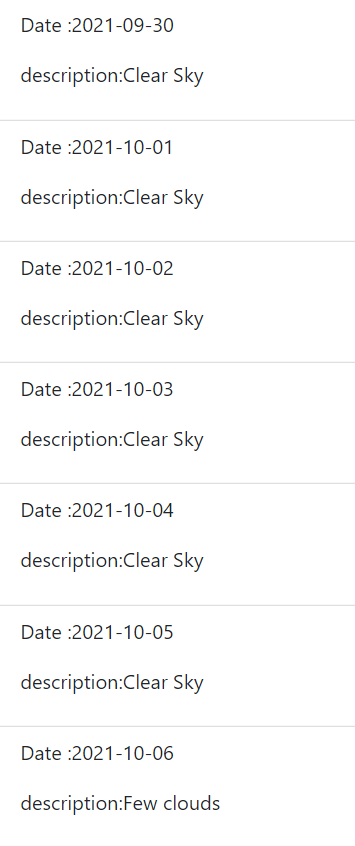 Date :2021-09-30
description:Clear Sky
Date :2021-10-01
description:Clear Sky
Date :2021-10-02
description:Clear Sky
Date :2021-10-03
description:Clear Sky
Date :2021-10-04
description:Clear Sky
Date :2021-10-05
description:Clear Sky
Date :2021-10-06
description:Few clouds